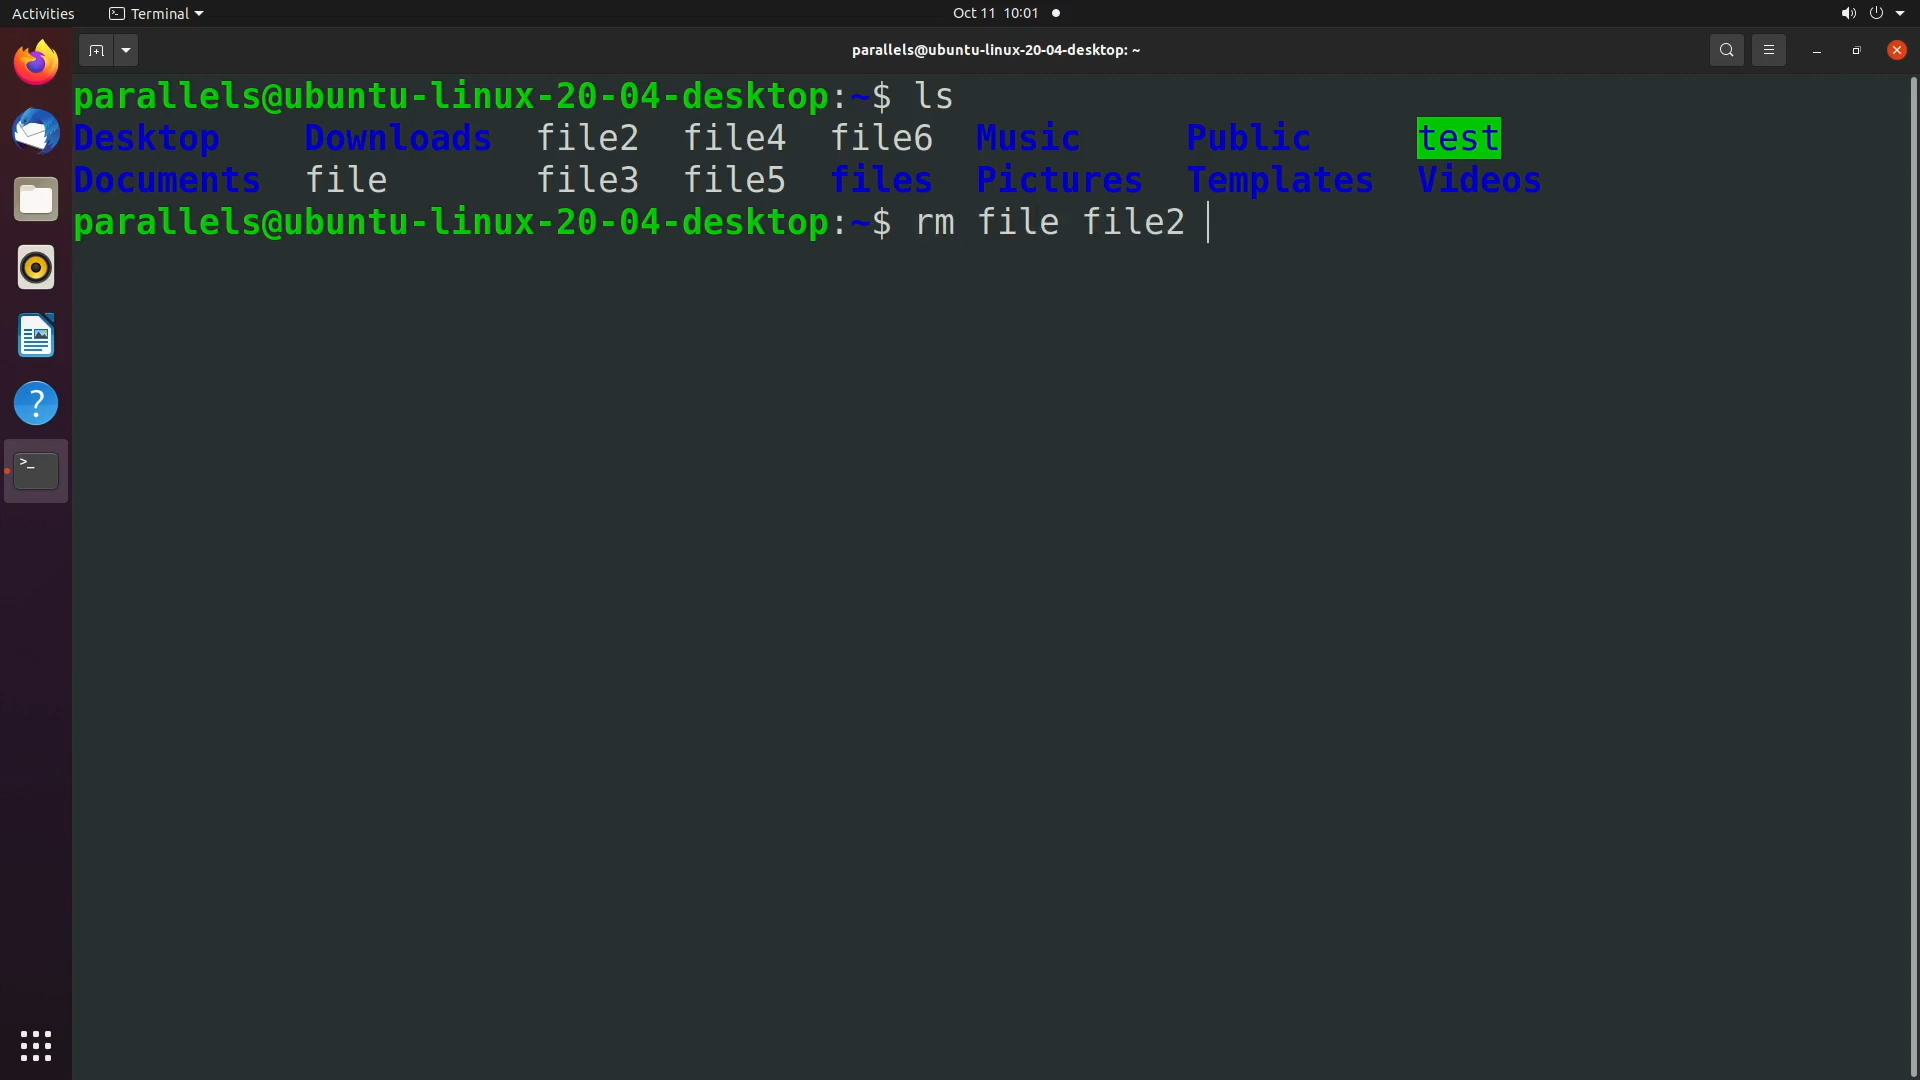 Activities Terminal Oct 11 10:01
parallels@ubuntu-linux-20-04-desktop: ~
parallels@ubuntu-linux-20-04-desktop:~$ ls
Desktop Downloads file2 file4 file6 Music Public test
Documents file file3 file5 files Pictures Templates Videos
parallels@ubuntu-linux-20-04-desktop:~$ rm file file2